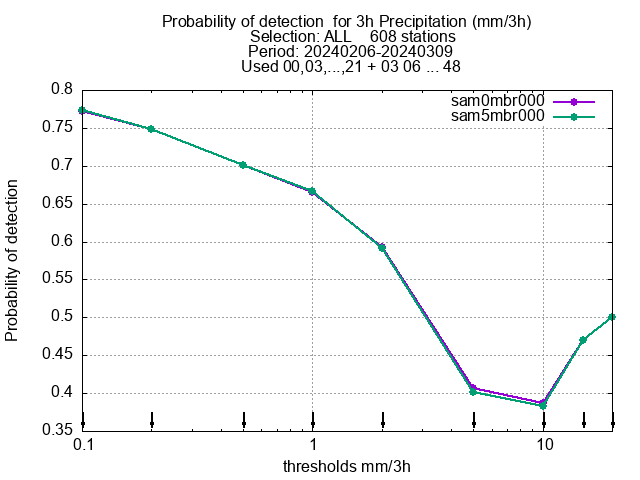 Probability of detection  for 3h Precipitation (mm/3h)
Selection: ALL    608 stations
Period: 20240206-20240309
Used 00,03,...,21 + 03 06 ... 48
sam0mbr000
sam5mbr000
0.8
0.75
0.7
0.65
0.6
0.55
0.5
0.45
0.4
0.35
Probability of detection
0.1 1 10
thresholds mm/3h